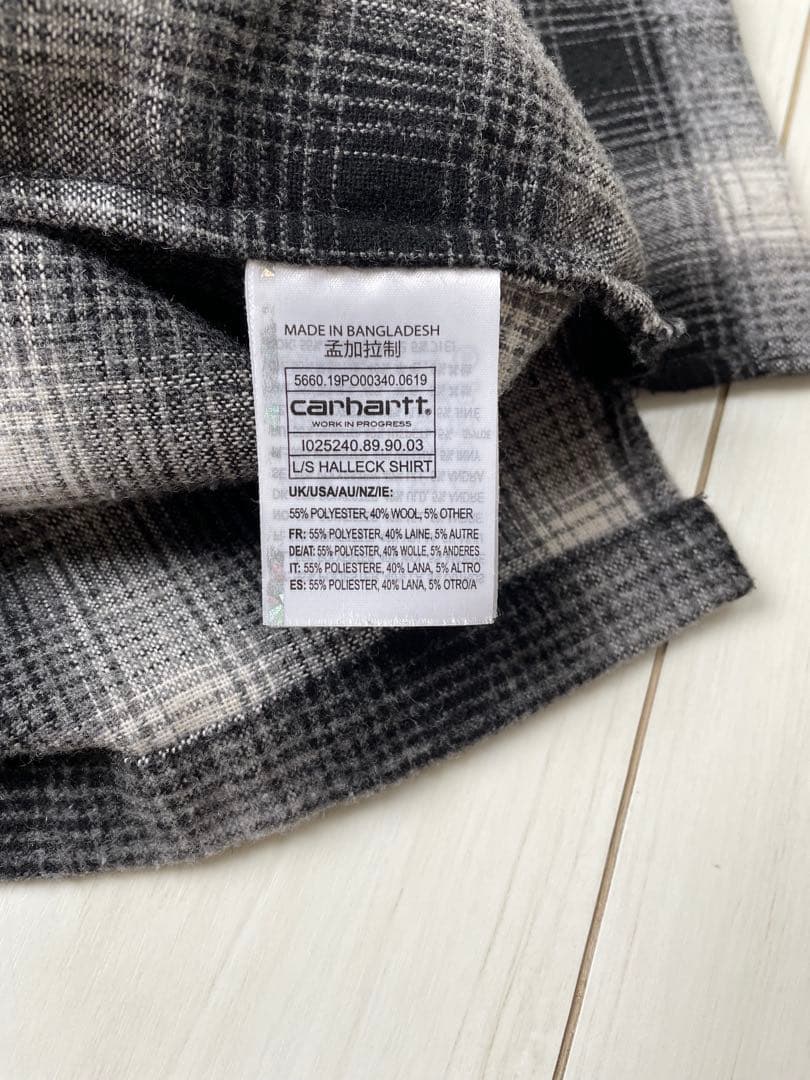 MADE IN BANGLADESH
孟加拉制
5660.19PO00340.0619
carhartt®
WORK IN PROGRESS
I025240.89.90.03
L/S HALLECK SHIRT
UK/USA/AU/NZ/IE:
55% POLYESTER, 40% WOOL, 5% OTHER
FR: 55% POLYESTER, 40% LAINE, 5% AUTRE
DE/AT: 55% POLYESTER, 40% WOLLE, 5% ANDERES
IT: 55% POLIESTERE, 40% LANA, 5% ALTRO
ES: 55% POLIESTER, 40% LANA, 5% OTRO/A